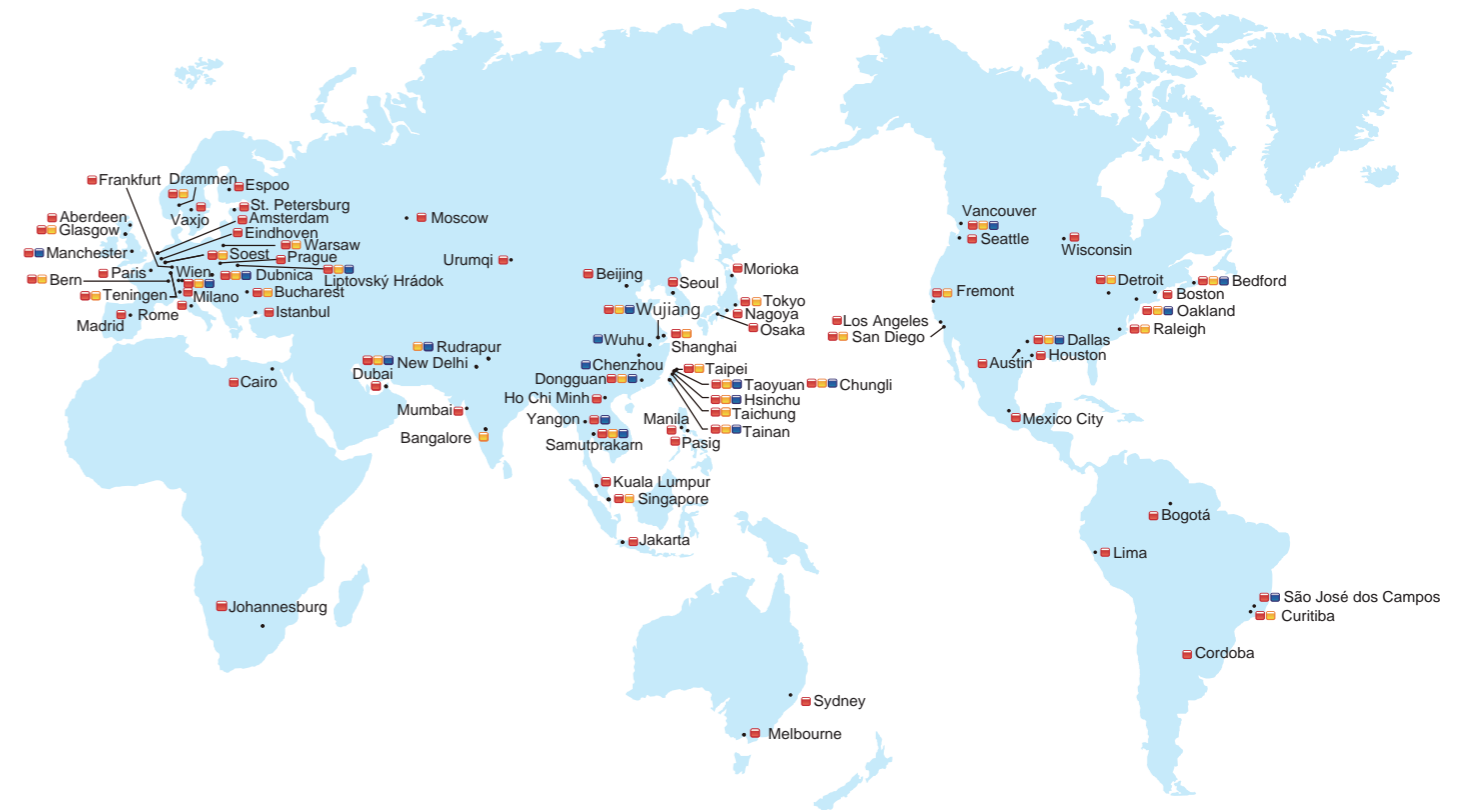 Frankfurt
Drammen
Espoo
Vaxjo
St. Petersburg
Amsterdam
Eindhoven
Aberdeen
Glasgow
Manchester
Warsaw
Soest
Prague
Paris
Wien
Dubnica
Liptovský Hrádok
Bern
Teningen
Milano
Bucharest
Rome
Istanbul
Madrid
Moscow
Urumqi
Beijing
Seoul
Morioka
Tokyo
Nagoya
Osaka
Wujiang
Shanghai
Wuhu
Chenzhou
Dongguan
Rudrapur
New Delhi
Dubai
Cairo
Mumbai
Bangalore
Ho Chi Minh
Yangon
Samutprakarn
Taipei
Taoyuan
Chungli
Hsinchu
Taichung
Tainan
Manila
Pasig
Kuala Lumpur
Singapore
Jakarta
Johannesburg
Sydney
Melbourne
Vancouver
Seattle
Wisconsin
Detroit
Bedford
Boston
Oakland
Raleigh
Fremont
Los Angeles
San Diego
Dallas
Houston
Austin
Mexico City
Bogotá
Lima
São José dos Campos
Curitiba
Cordoba